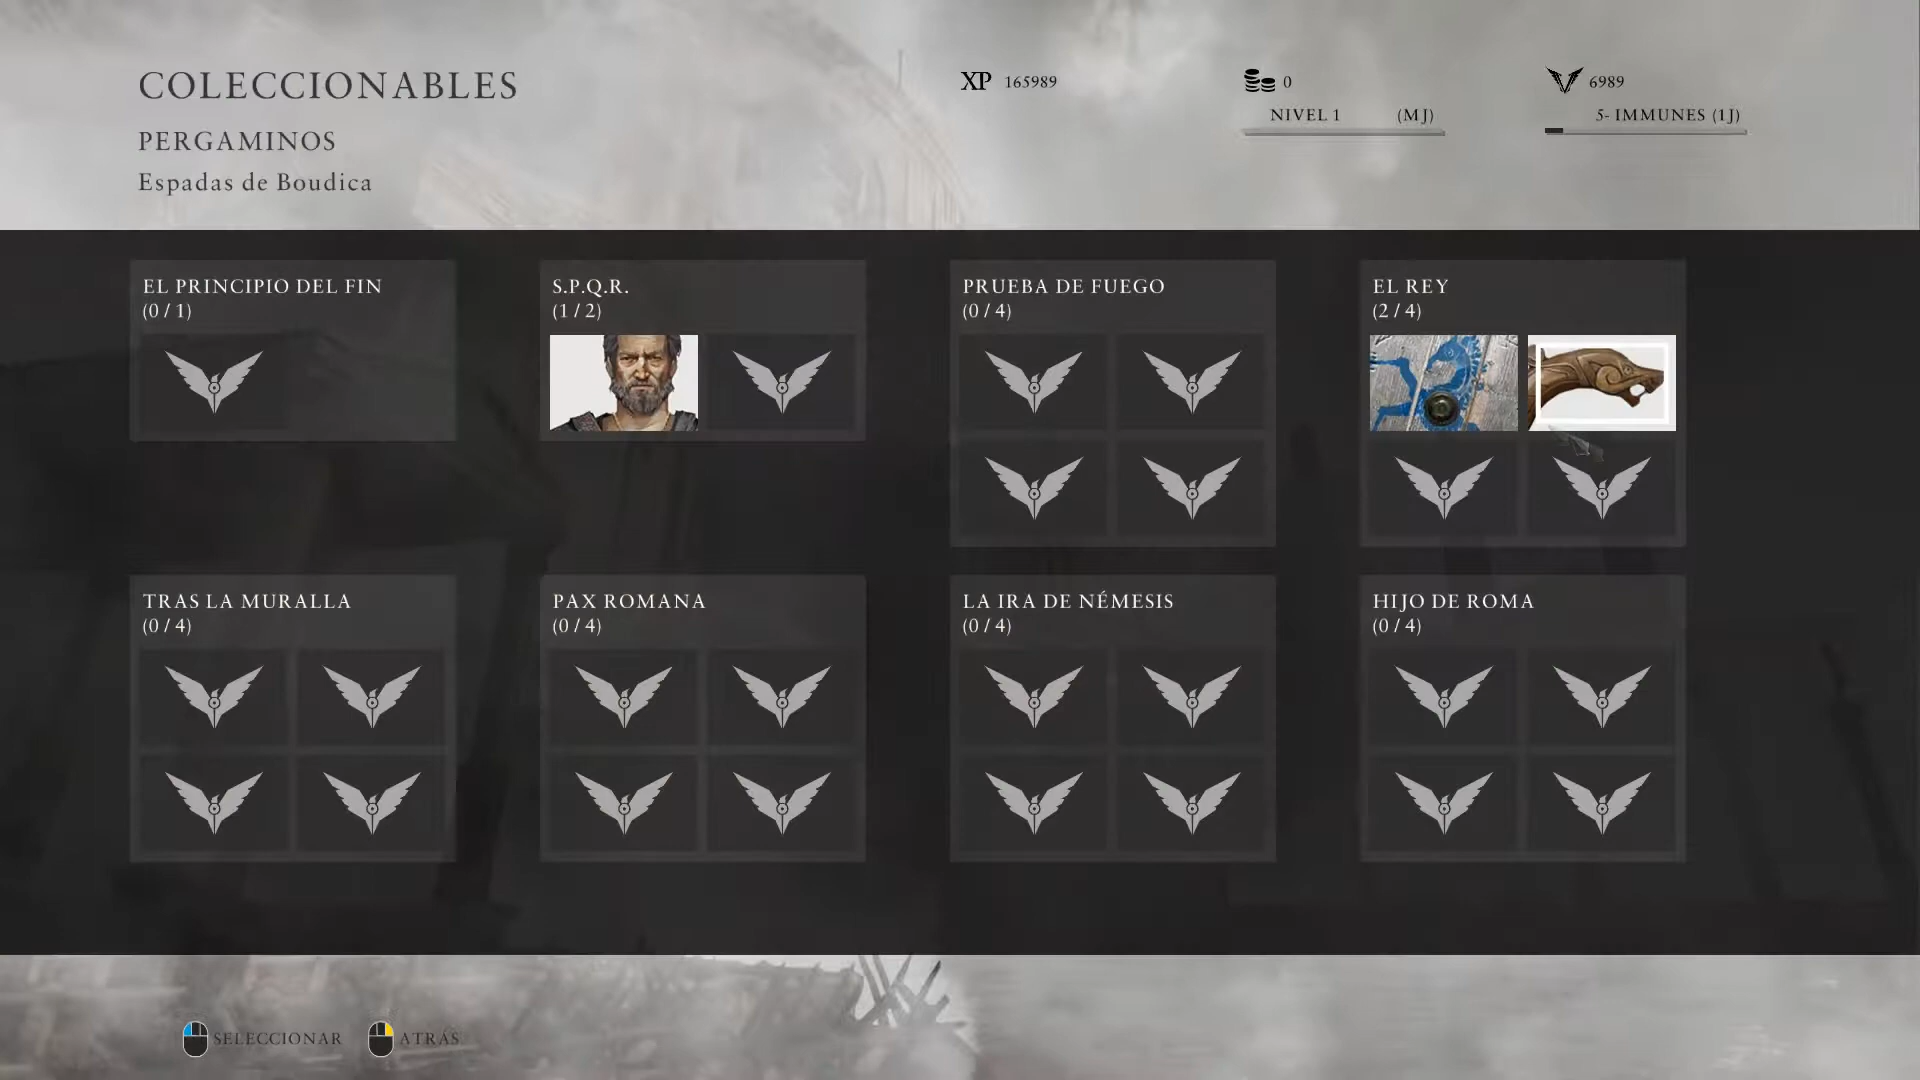 COLECCIONABLES
PERGAMINOS
Espadas de Boudica
XP 165989
0
NIVEL 1 (MJ)
6989
5- IMMUNES (1J)
EL PRINCIPIO DEL FIN
(0 / 1)
S.P.Q.R.
(1 / 2)
PRUEBA DE FUEGO
(0 / 4)
EL REY
(2 / 4)
TRAS LA MURALLA
(0 / 4)
PAX ROMANA
(0 / 4)
LA IRA DE NÉMESIS
(0 / 4)
HIJO DE ROMA
(0 / 4)
SELECCIONAR ATRÁS